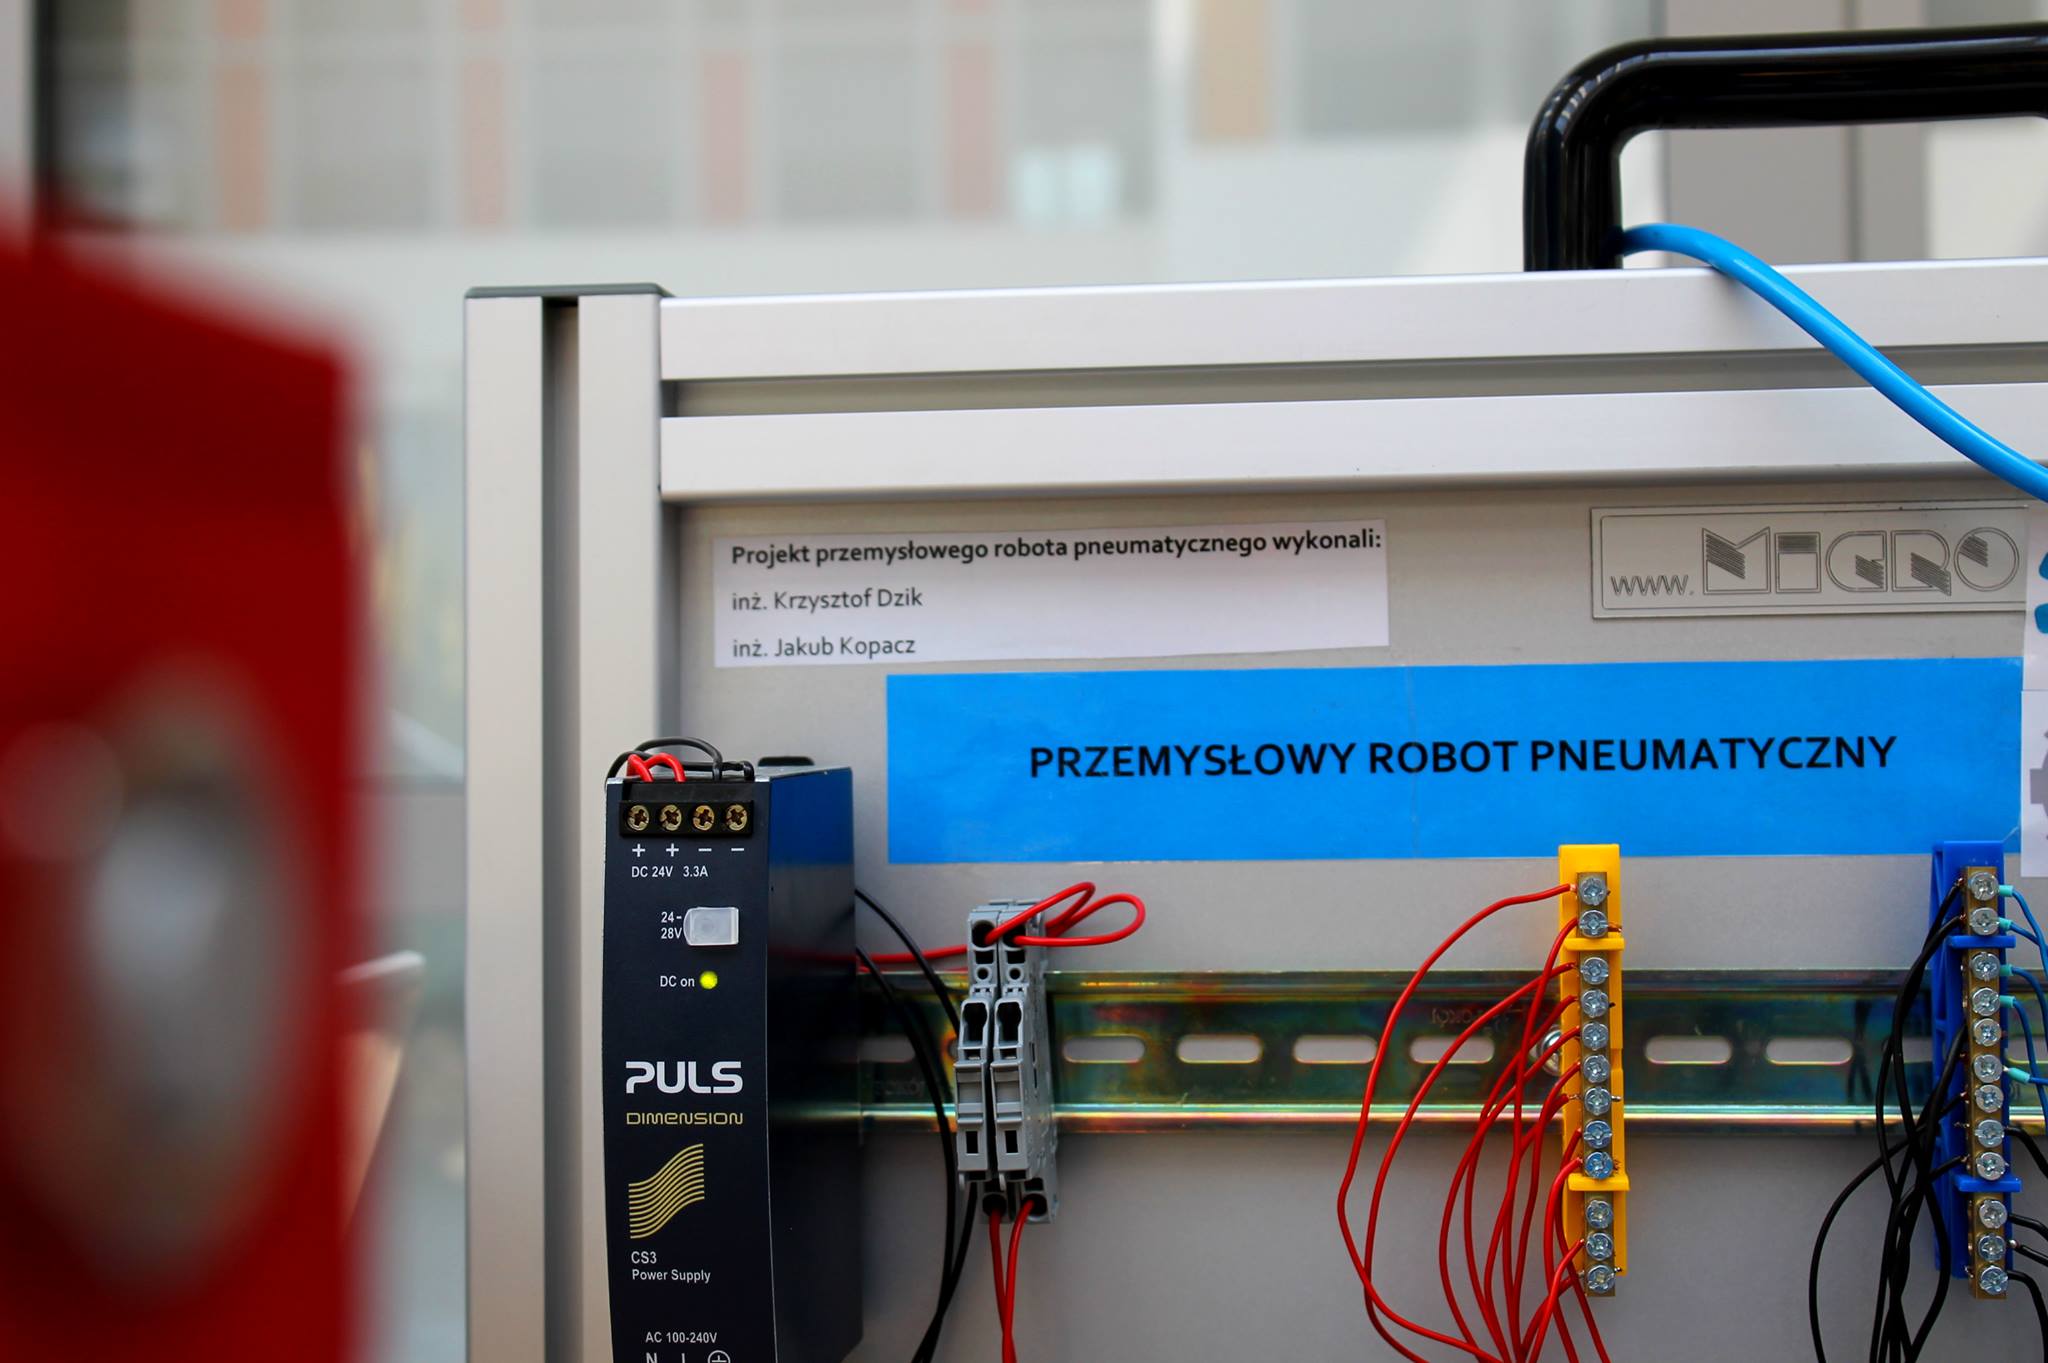 Projekt przemysłowego robota pneumatycznego wykonali:
inż. Krzysztof Dzik
inż. Jakub Kopacz
www. MICRO
PRZEMYSŁOWY ROBOT PNEUMATYCZNY
+ + − −
DC 24V 3.3A
24-
28V
DC on
PULS
DIMENSION
CS3
Power Supply
AC 100-240V
N L